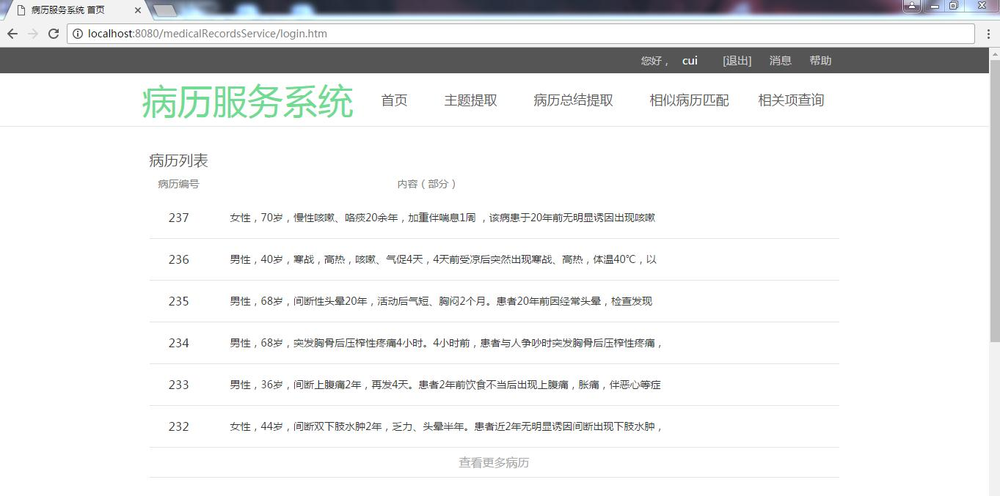 病历服务系统 首页
localhost:8080/medicalRecordsService/login.htm
您好， cui [退出] 消息 帮助
病历服务系统 首页 主题提取 病历总结提取 相似病历匹配 相关项查询
病历列表
病历编号 内容（部分）
237 女性，70岁，慢性咳嗽、咯痰20余年，加重伴喘息1周 ，该病患于20年前无明显诱因出现咳嗽
236 男性，40岁，寒战，高热，咳嗽、气促4天，4天前受凉后突然出现寒战、高热，体温40℃，以
235 男性，68岁，间断性头晕20年，活动后气短、胸闷2个月。患者20年前因经常头晕，检查发现
234 男性，68岁，突发胸骨后压榨性疼痛4小时。4小时前，患者与人争吵时突发胸骨后压榨性疼痛，
233 男性，36岁，间断上腹痛2年，再发4天。患者2年前饮食不当后出现上腹痛，胀痛，伴恶心等症
232 女性，44岁，间断双下肢水肿2年，乏力、头晕半年。患者近2年无明显诱因间断出现下肢水肿，
查看更多病历